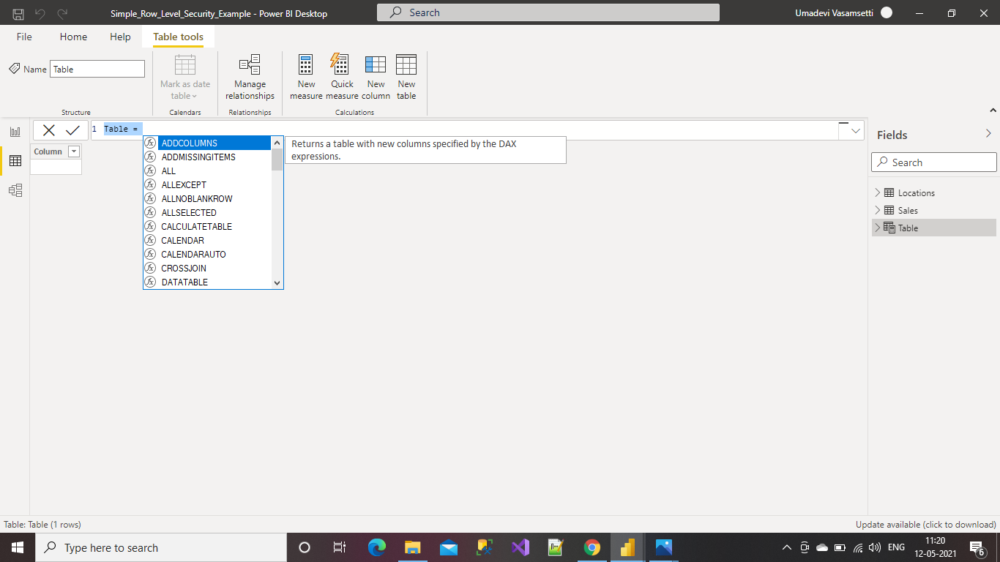 Simple_Row_Level_Security_Example - Power BI Desktop
Search
Umadevi Vasamsetti
File
Home
Help
Table tools
Name
Table
Mark as date
table
Manage
relationships
New
measure
Quick
measure
New
column
New
table
Structure
Calendars
Relationships
Calculations
1
Table =
Column
ADDCOLUMNS
ADDMISSINGITEMS
ALL
ALLEXCEPT
ALLNOBLANKROW
ALLSELECTED
CALCULATETABLE
CALENDAR
CALENDARAUTO
CROSSJOIN
DATATABLE
Returns a table with new columns specified by the DAX
expressions.
Fields
Search
Locations
Sales
Table
Table: Table (1 rows)
Update available (click to download)
Type here to search
ENG
11:20
12-05-2021
6